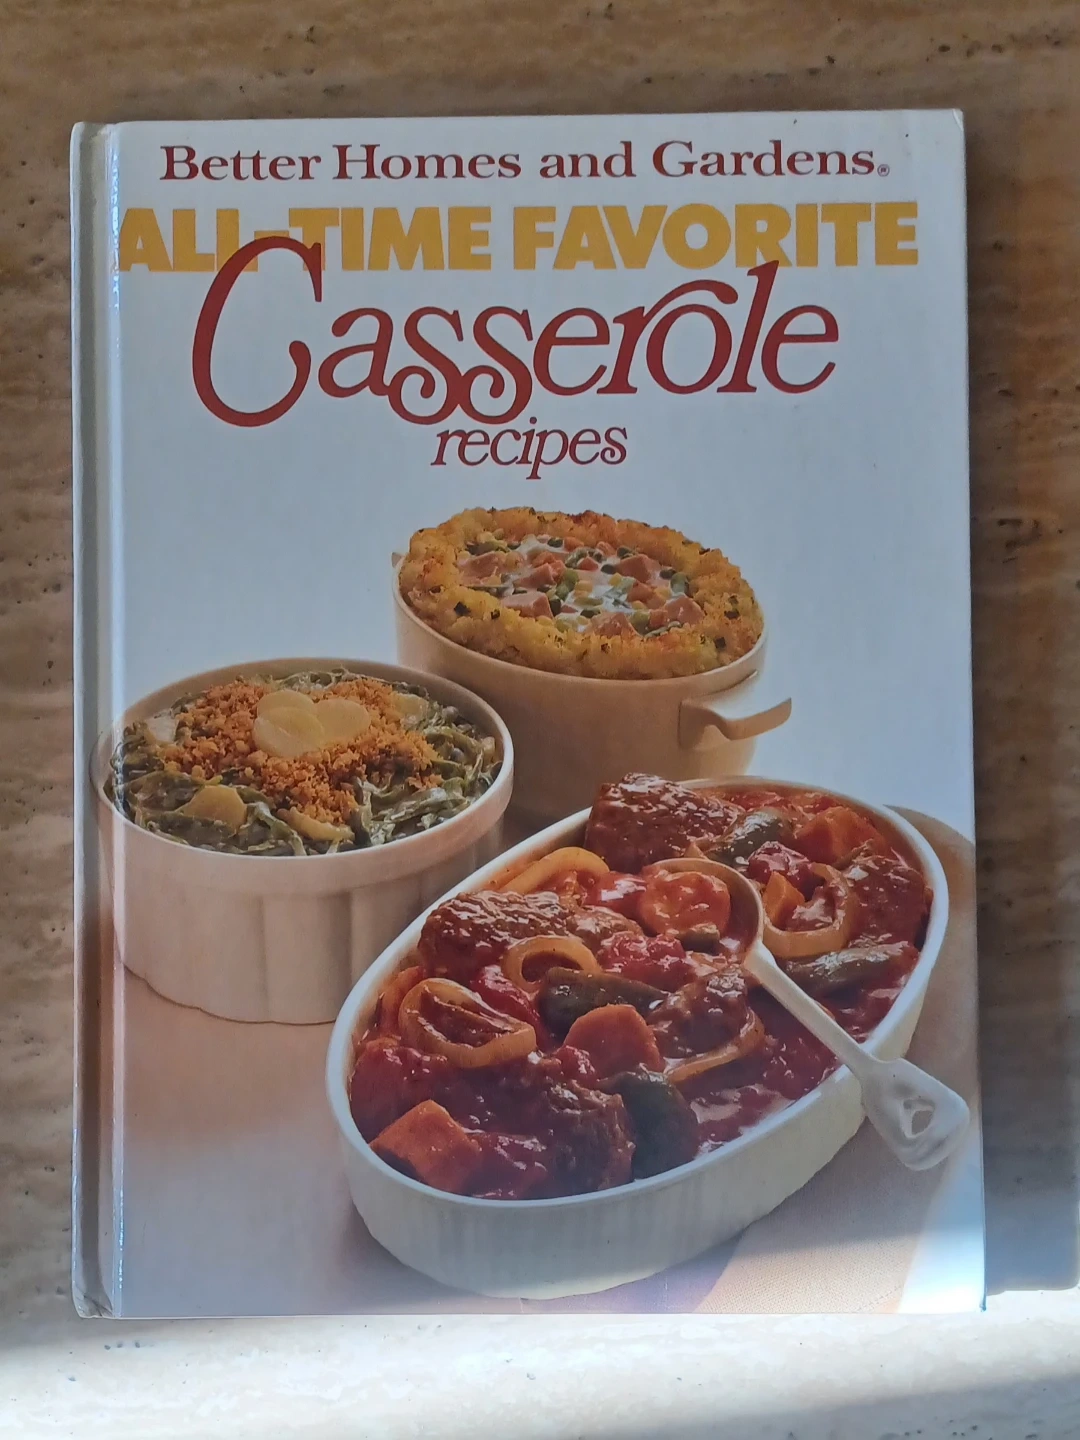 Better Homes and Gardens®
ALL-TIME FAVORITE
Casserole
recipes